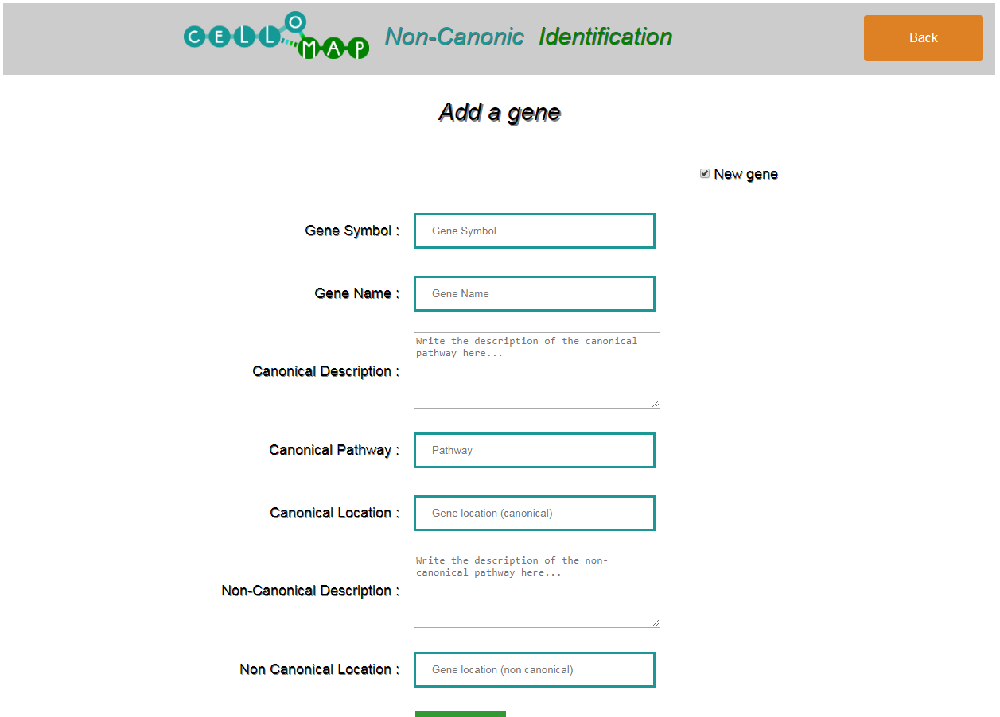 CELLO MAP Non-Canonic Identification
Back
Add a gene
New gene
Gene Symbol :
Gene Symbol
Gene Name :
Gene Name
Canonical Description :
Write the description of the canonical
pathway here...
Canonical Pathway :
Pathway
Canonical Location :
Gene location (canonical)
Non-Canonical Description :
Write the description of the non-
canonical pathway here...
Non Canonical Location :
Gene location (non canonical)